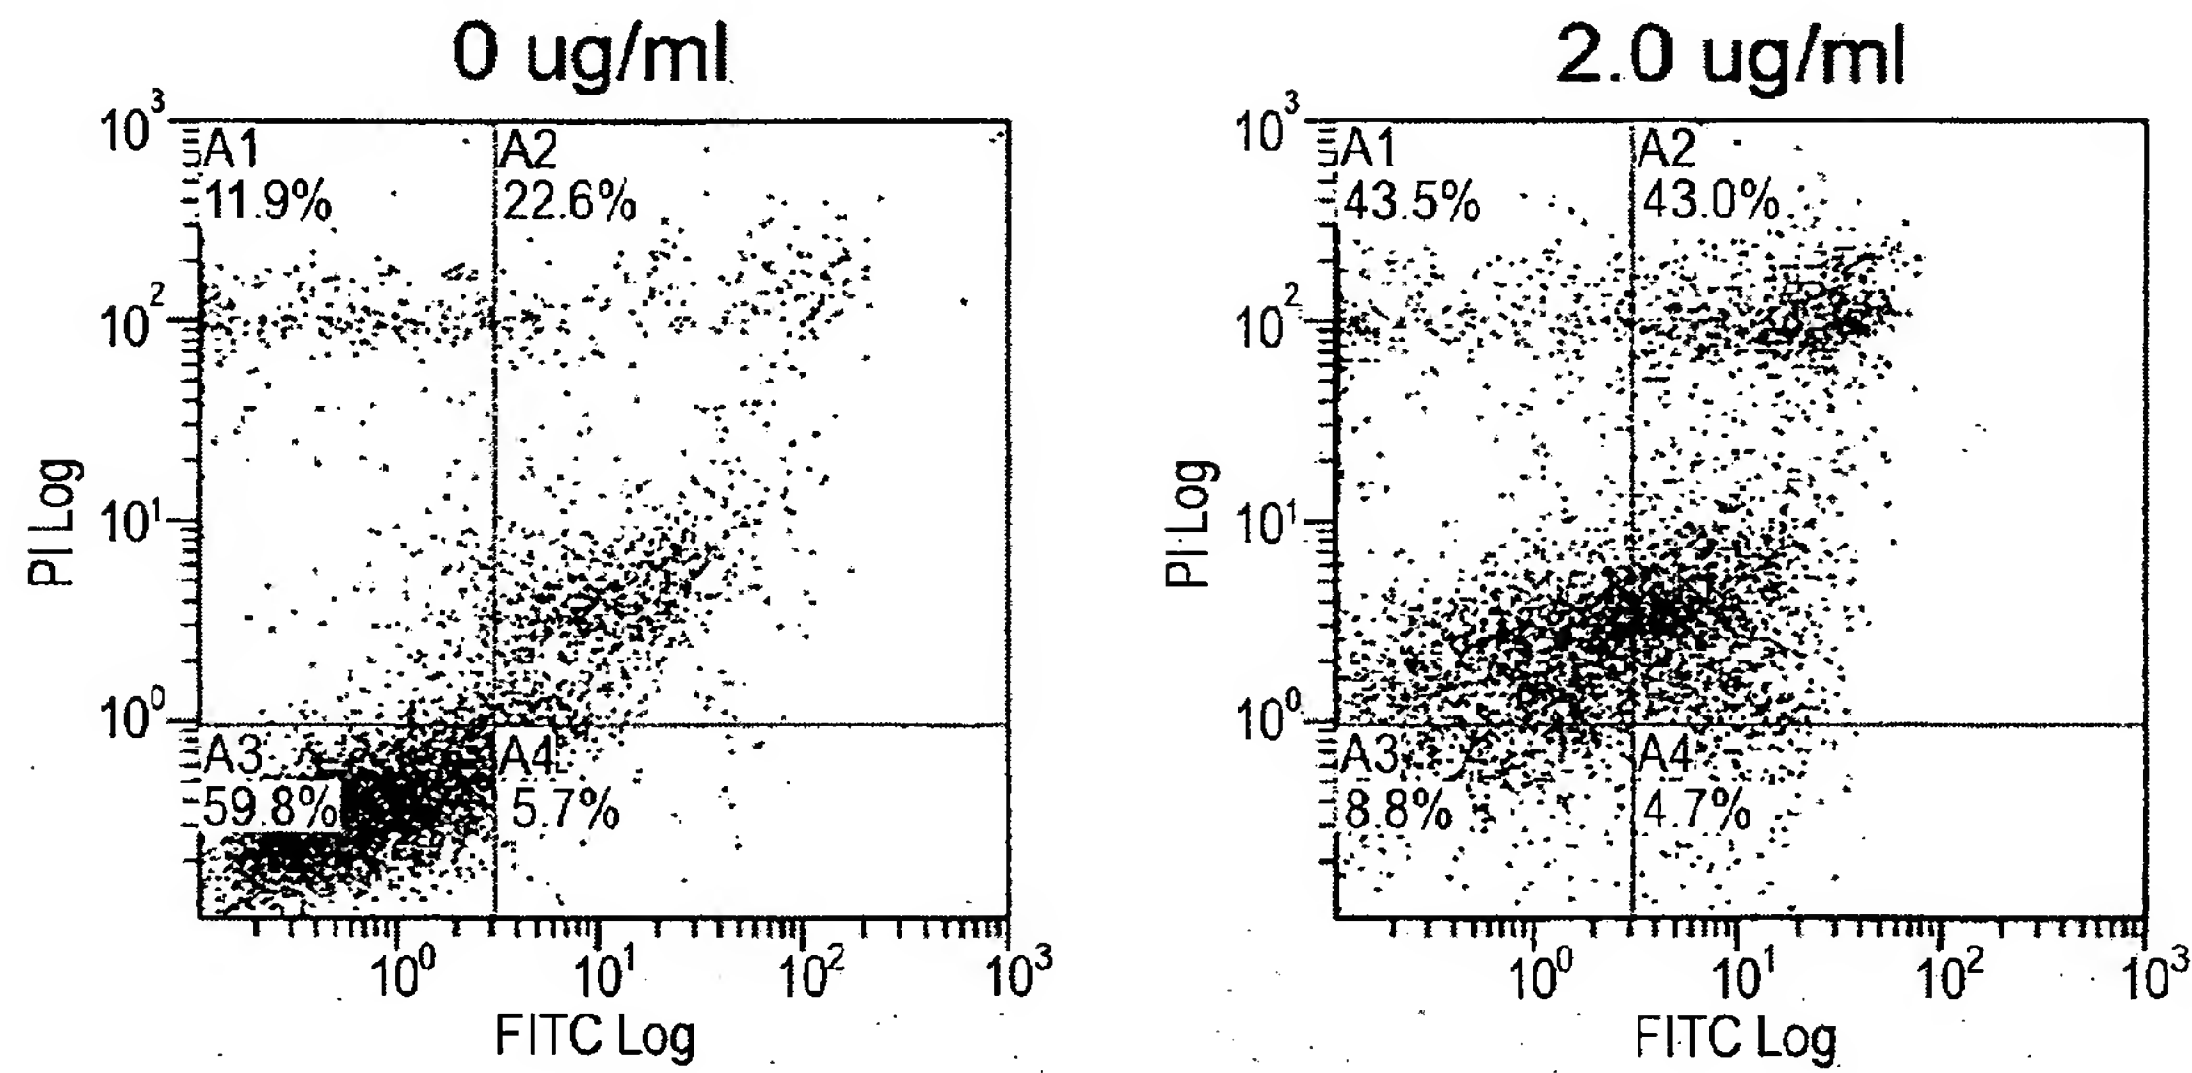 0 ug/ml
10³
A1
11.9%
A2
22.6%
10²
PI Log
10¹
10⁰
A3
59.8%
A4
5.7%
10⁰ 10¹ 10² 10³
FITC Log
2.0 ug/ml
10³
A1
43.5%
A2
43.0%
10²
PI Log
10¹
10⁰
A3
8.8%
A4
4.7%
10⁰ 10¹ 10² 10³
FITC Log